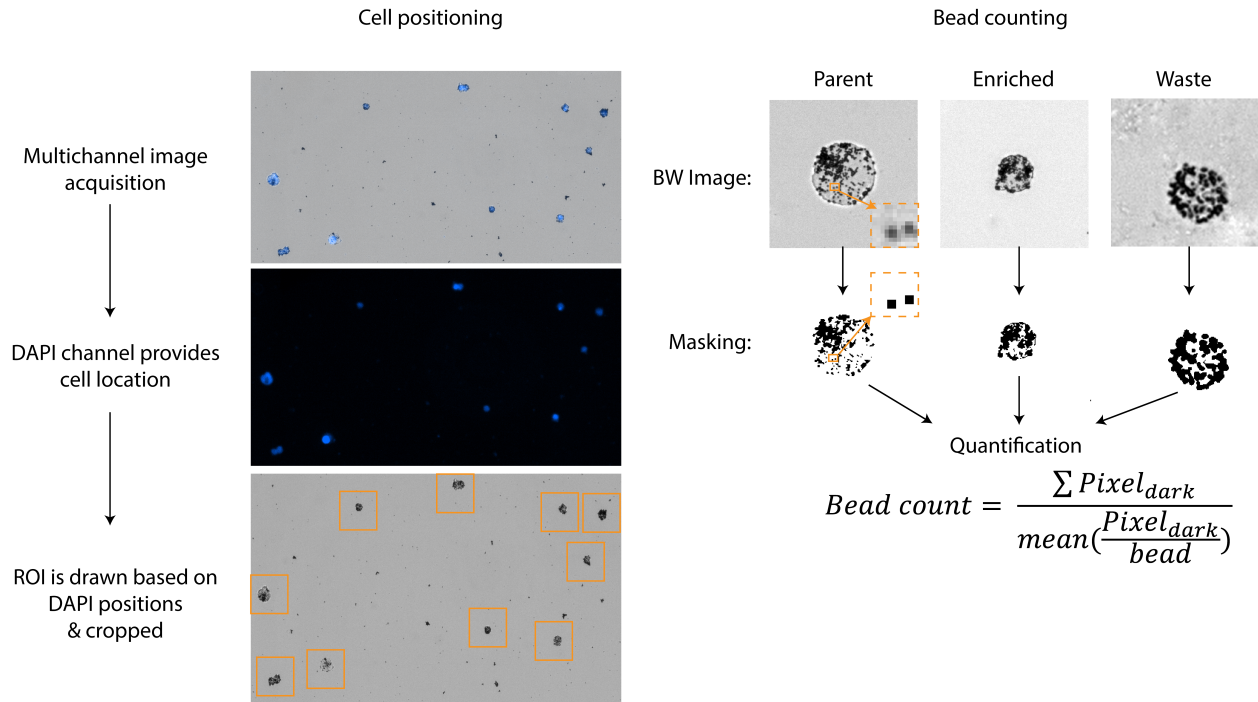 Cell positioning
Multichannel image
acquisition
DAPI channel provides
cell location
ROI is drawn based on
DAPI positions
& cropped
Bead counting
Parent
Enriched
Waste
BW Image:
Masking:
Quantification
Bead count = ∑ Pixel_dark / mean(Pixel_dark / bead)